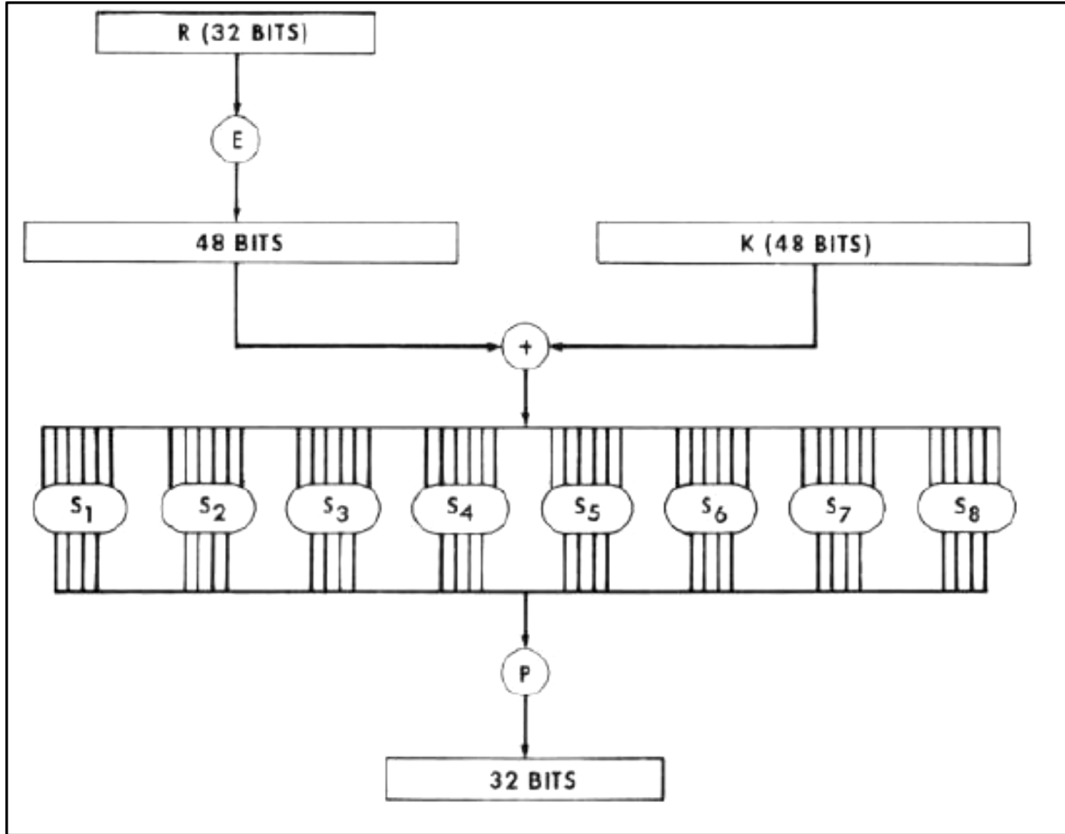 R (32 BITS)
E
48 BITS
K (48 BITS)
+
S1 S2 S3 S4 S5 S6 S7 S8
P
32 BITS